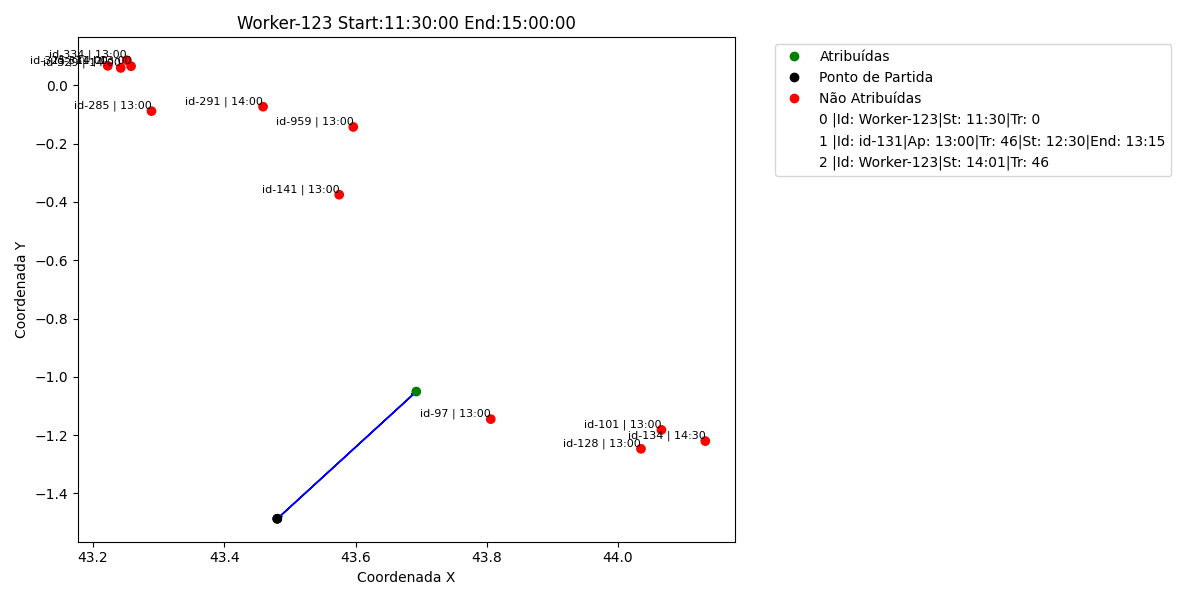 Worker-123 Start:11:30:00 End:15:00:00
Coordenada Y
0.0
−0.2
−0.4
−0.6
−0.8
−1.0
−1.2
−1.4
id-334 | 13:00
id-285 | 13:00
id-291 | 14:00
id-959 | 13:00
id-141 | 13:00
id-97 | 13:00
id-101 | 13:00
id-134 | 14:30
id-128 | 13:00
43.2
43.4
43.6
43.8
44.0
Coordenada X
Atribuídas
Ponto de Partida
Não Atribuídas
0 |Id: Worker-123|St: 11:30|Tr: 0
1 |Id: id-131|Ap: 13:00|Tr: 46|St: 12:30|End: 13:15
2 |Id: Worker-123|St: 14:01|Tr: 46